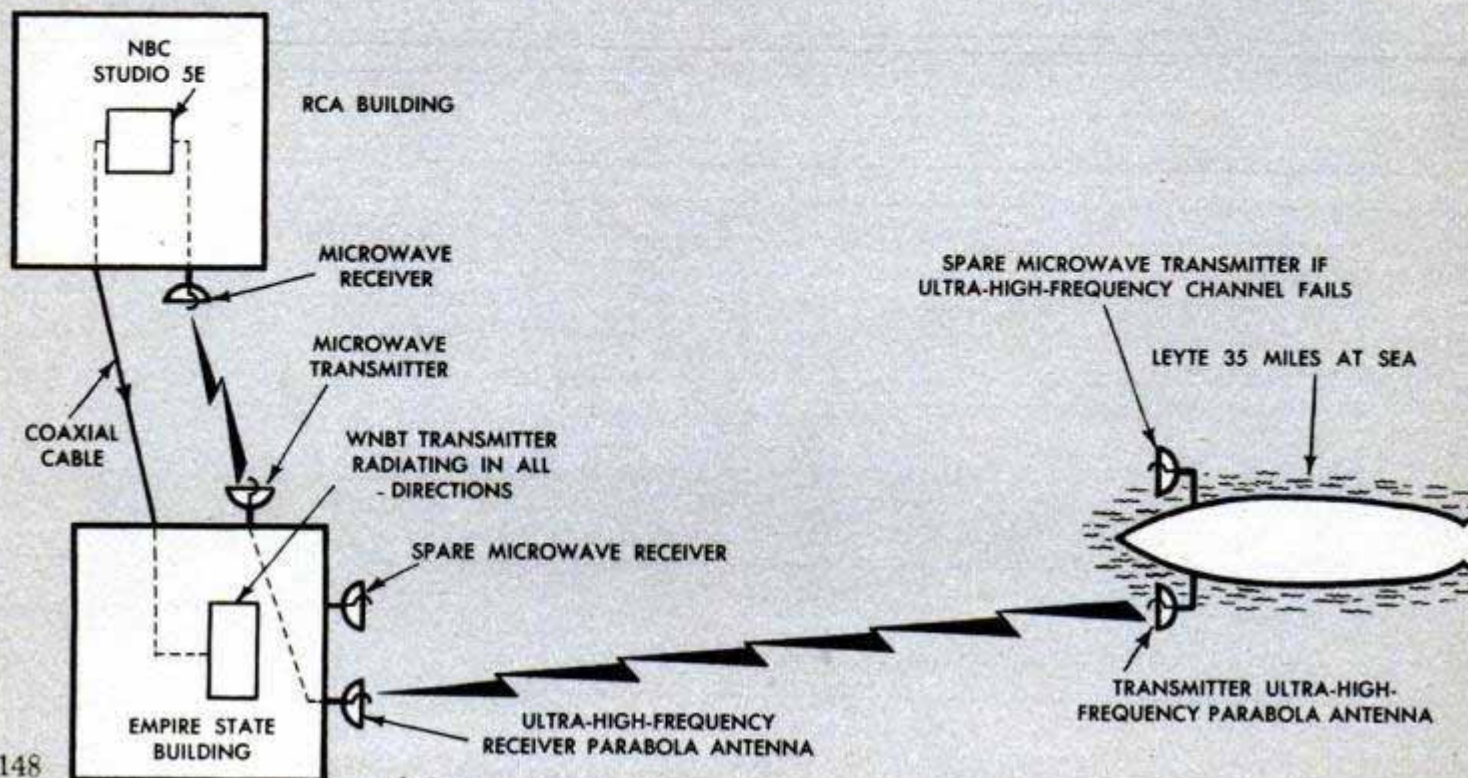 NBC
STUDIO 5E
RCA BUILDING
MICROWAVE
RECEIVER
MICROWAVE
TRANSMITTER
COAXIAL
CABLE
WNBT TRANSMITTER
RADIATING IN ALL
- DIRECTIONS
SPARE MICROWAVE RECEIVER
EMPIRE STATE
BUILDING
ULTRA-HIGH-FREQUENCY
RECEIVER PARABOLA ANTENNA
SPARE MICROWAVE TRANSMITTER IF
ULTRA-HIGH-FREQUENCY CHANNEL FAILS
LEYTE 35 MILES AT SEA
TRANSMITTER ULTRA-HIGH-
FREQUENCY PARABOLA ANTENNA
148